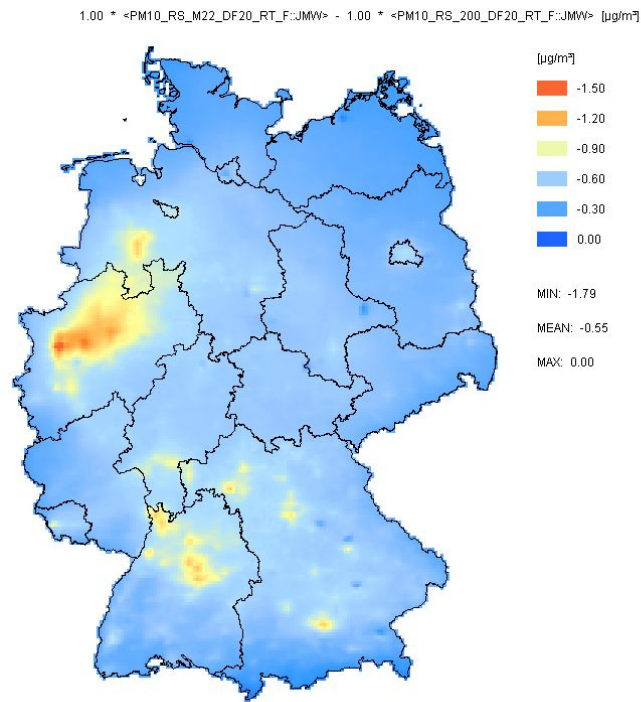 1.00 * <PM10_RS_M22_DF20_RT_F::JMW> - 1.00 * <PM10_RS_200_DF20_RT_F::JMW> [µg/m³]
[µg/m³]
-1.50
-1.20
-0.90
-0.60
-0.30
0.00
MIN: -1.79
MEAN: -0.55
MAX: 0.00